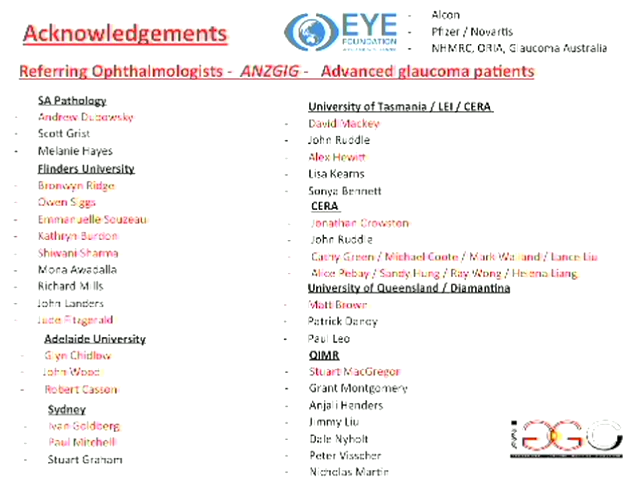 Acknowledgements
EYE
FOUNDATION
- Alcon
- Pfizer / Novartis
- NHMRC, ORIA, Glaucoma Australia
Referring Ophthalmologists - ANZGIG - Advanced glaucoma patients
SA Pathology
- Andrew Dubowsky
- Scott Grist
- Melanie Hayes
Flinders University
- Bronwyn Ridge
- Owen Siggs
- Emmanuelle Souzeau
- Kathryn Burdon
- Shiwani Sharma
- Mona Awadalla
- Richard Mills
- John Landers
- Jude Fitzgerald
Adelaide University
- Glyn Chidlow
- John Wood
- Robert Casson
Sydney
- Ivan Goldberg
- Paul Mitchell
- Stuart Graham
University of Tasmania / LEI / CERA
- David Mackey
- John Ruddle
- Alex Hewitt
- Lisa Kearns
- Sonya Bennett
CERA
- Jonathan Crowston
- John Ruddle
- Cathy Green / Michael Coote / Mark Walland / Lance Liu
- Alice Pebay / Sandy Hung / Ray Wong / Helena Liang
University of Queensland / Diamantina
- Matt Brown
- Patrick Danoy
- Paul Leo
QIMR
- Stuart MacGregor
- Grant Montgomery
- Anjali Henders
- Jimmy Liu
- Dale Nyholt
- Peter Visscher
- Nicholas Martin